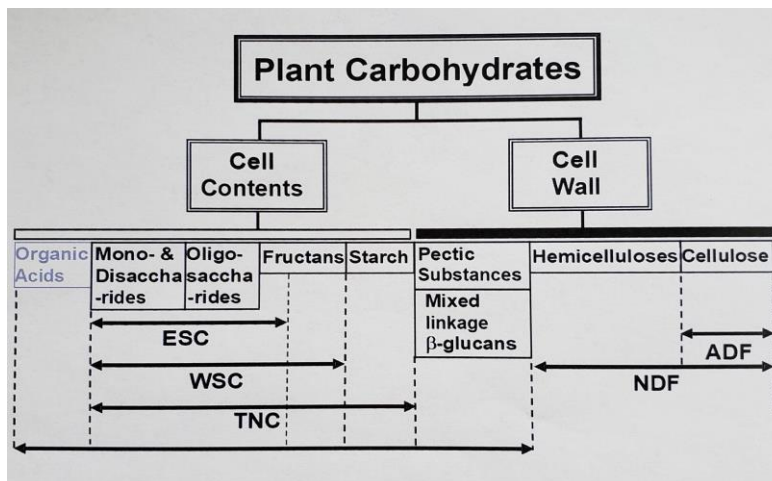 Plant Carbohydrates
Cell
Contents
Cell
Wall
Organic
Acids
Mono- &
Disaccha
-rides
Oligo-
saccha
-rides
Fructans
Starch
Pectic
Substances
Mixed
linkage
β-glucans
Hemicelluloses
Cellulose
ESC
WSC
TNC
ADF
NDF